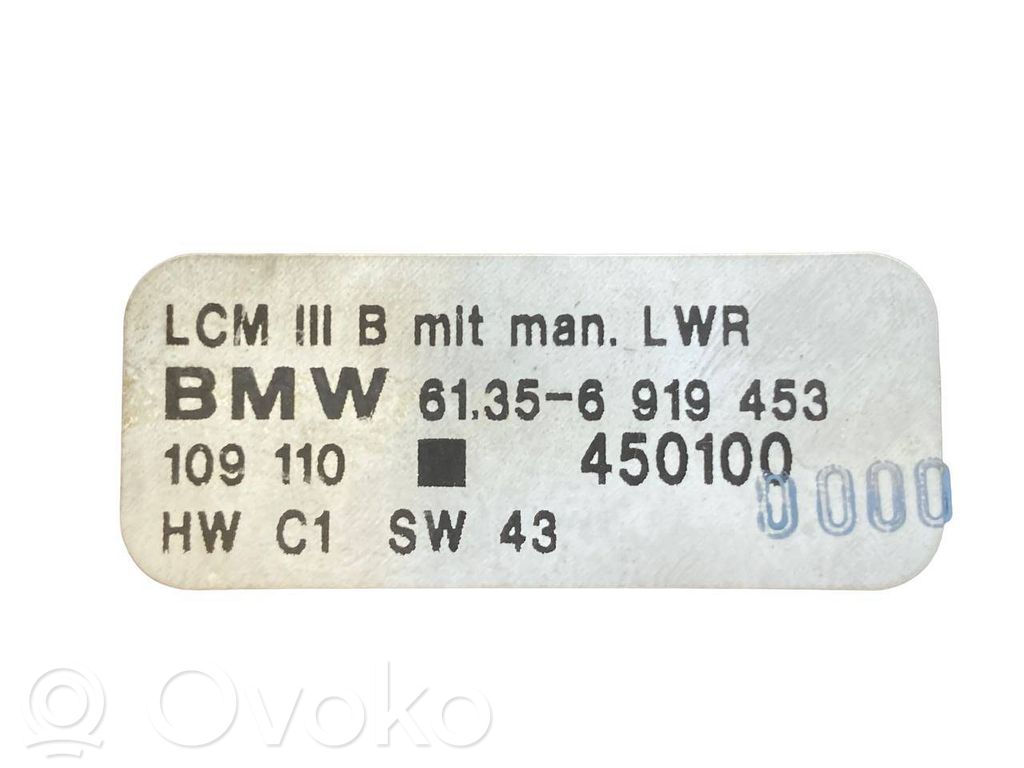 LCM III B mit man. LWR
BMW 61.35-6 919 453
109 110 ■ 450100
0000
HW C1 SW 43
Ovoko